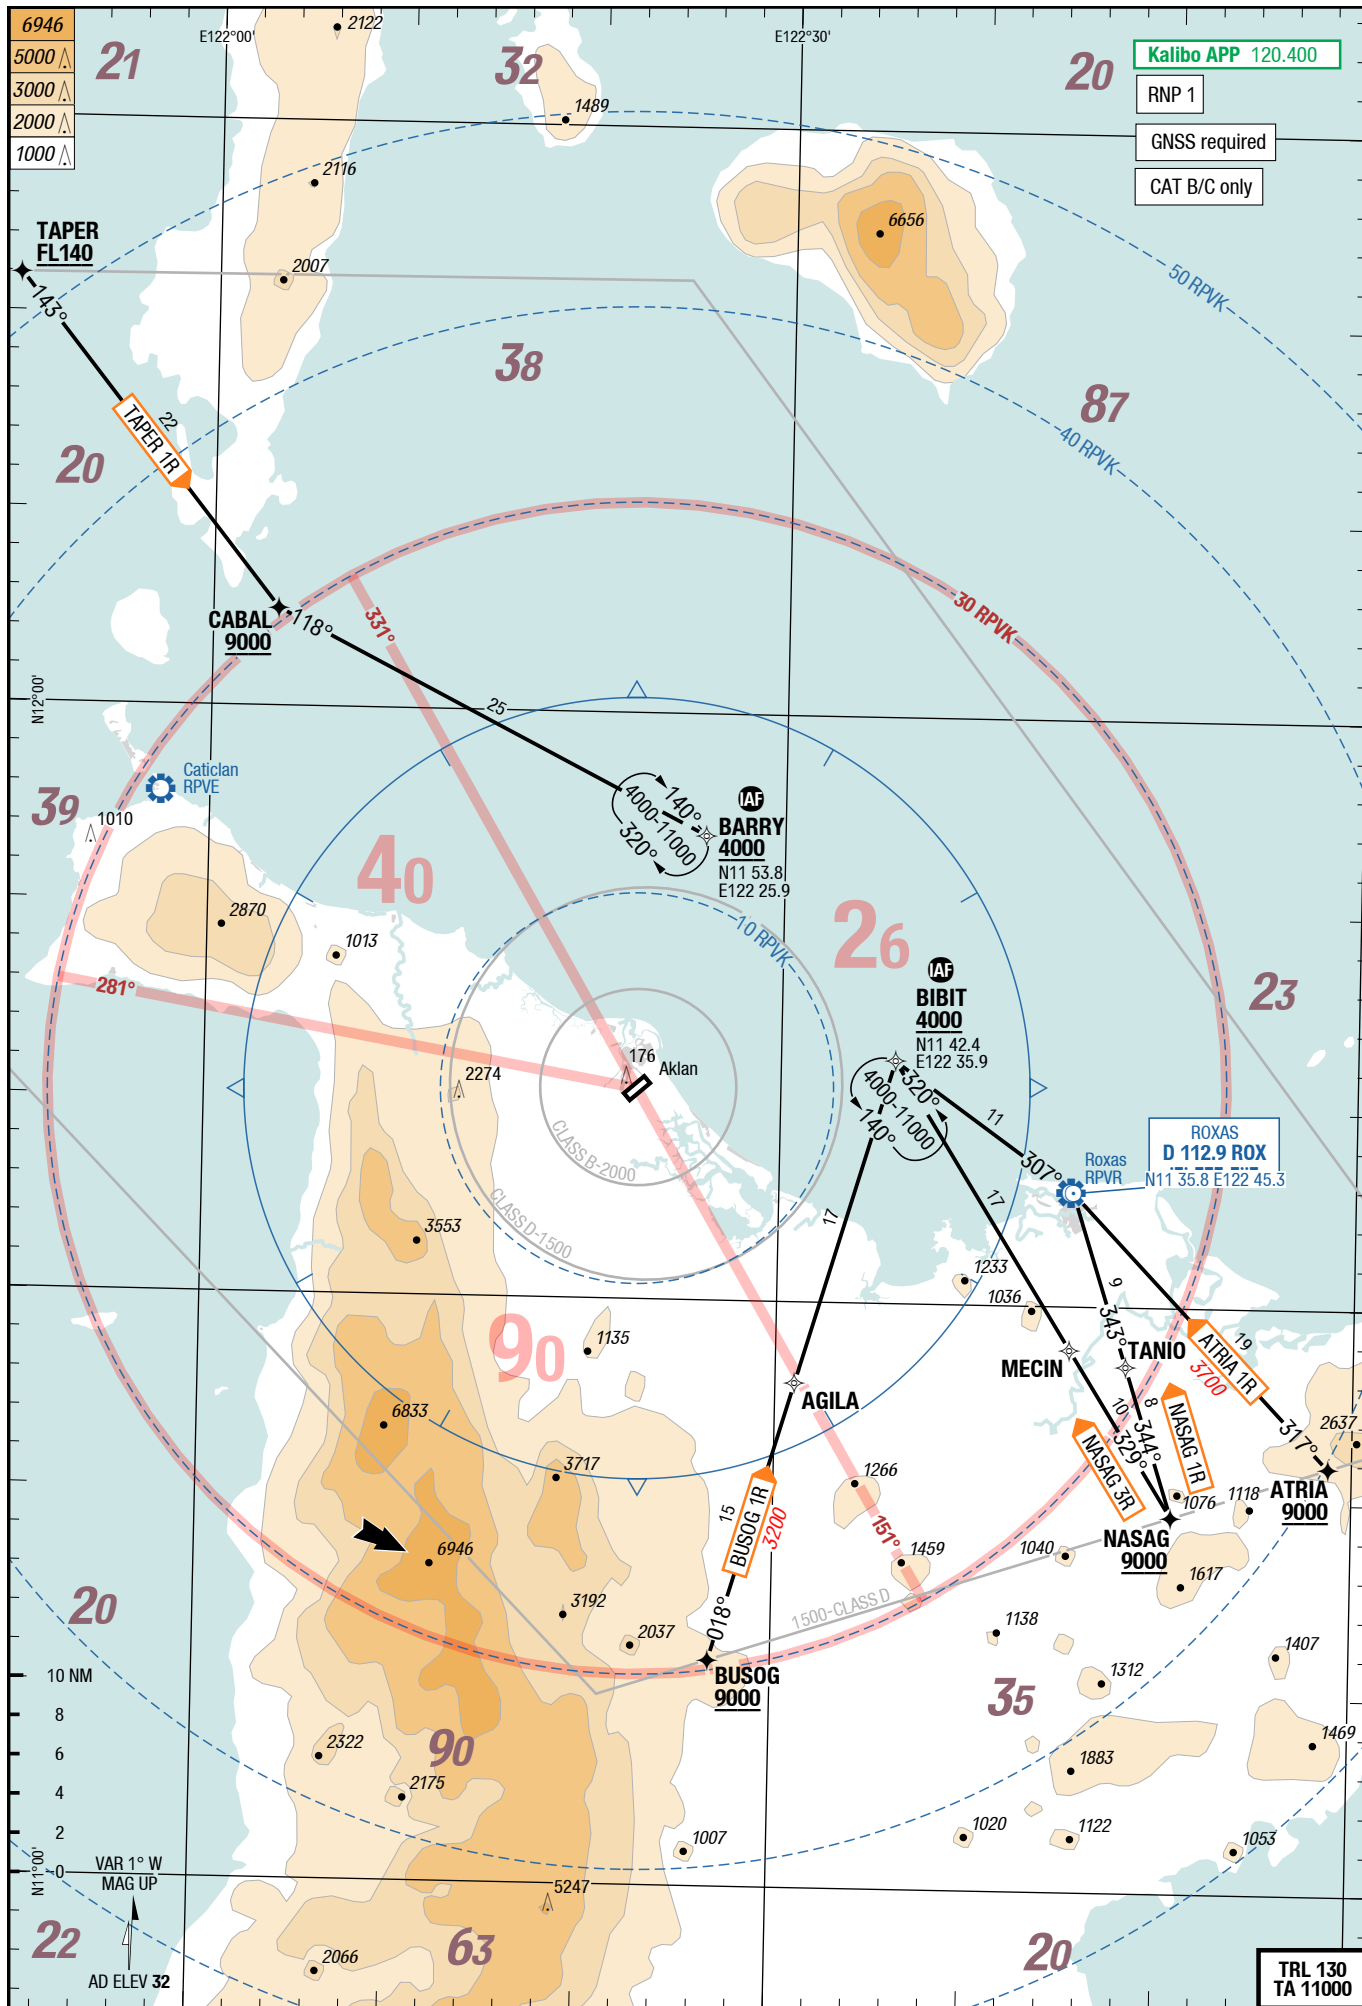 6946
5000
3000
2000
1000
21
E122°00'
2122
32
1489
E122°30'
20
Kalibo APP 120.400
RNP 1
GNSS required
CAT B/C only
2116
TAPER
FL140
2007
6656
50 RPVK
143°
38
87
40 RPVK
22
TAPER 1R
20
CABAL
9000
118°
331°
30 RPVK
N12°00'
25
Caticlan
RPVE
39
1010
140°
4000-11000
320°
IAF
BARRY
4000
N11 53.8
E122 25.9
40
2870
1013
10 RPVK
26
IAF
BIBIT
4000
N11 42.4
E122 35.9
23
281°
176
Aklan
2274
320°
4000-11000
140°
11
CLASS B-2000
CLASS D-1500
307°
Roxas
RPVR
ROXAS
D 112.9 ROX
N11 35.8 E122 45.3
17
17
3553
1233
1036
9
343°
90
1135
MECIN
TANIO
19
ATRIA 1R
3700
AGILA
6833
10
8
329°
344°
NASAG 1R
NASAG 3R
317°
2637
3717
1266
ATRIA
9000
1076
1118
15
BUSOG 1R
3200
151°
6946
1459
1040
NASAG
9000
1617
20
3192
018°
1500-CLASS D
2037
1138
1407
BUSOG
9000
10 NM
8
6
4
2
0
1312
35
2322
90
1469
2175
1883
1007
1020
1122
1053
N11°00'
VAR 1° W
MAG UP
5247
22
63
20
2066
AD ELEV 32
TRL 130
TA 11000